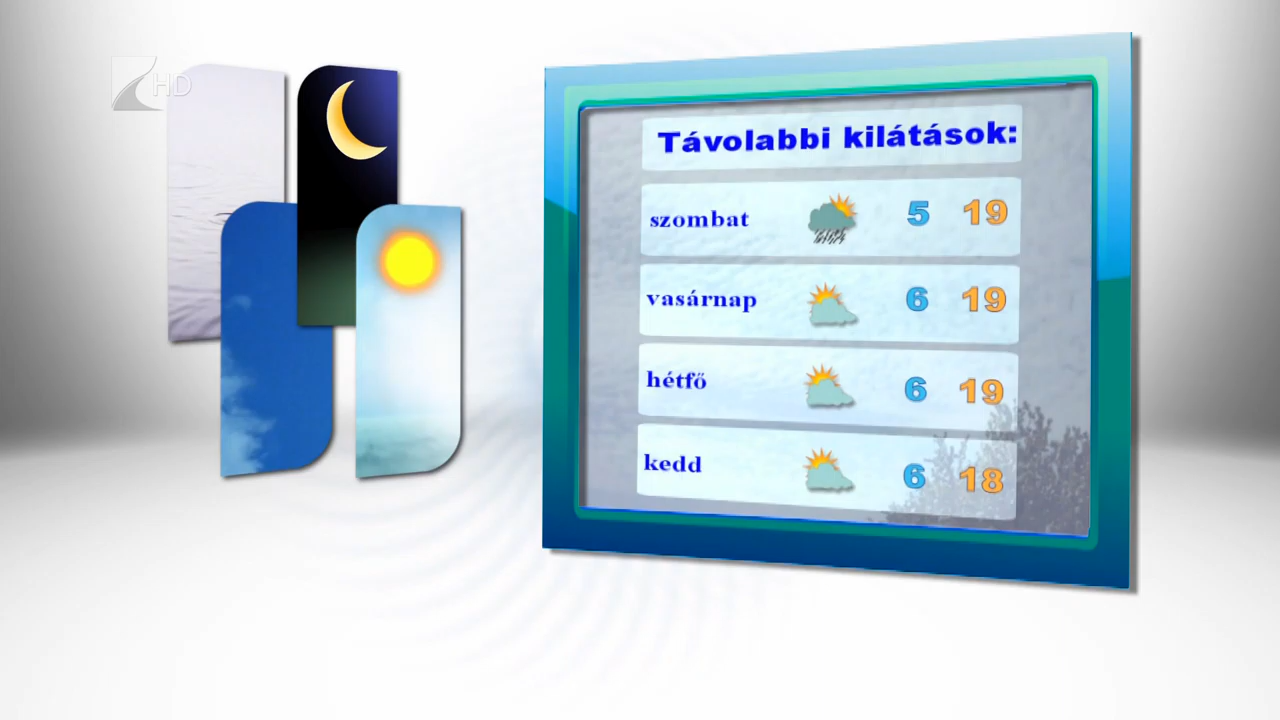 HD
Távolabbi kilátások:
szombat 5 19
vasárnap 6 19
hétfő 6 19
kedd 6 18